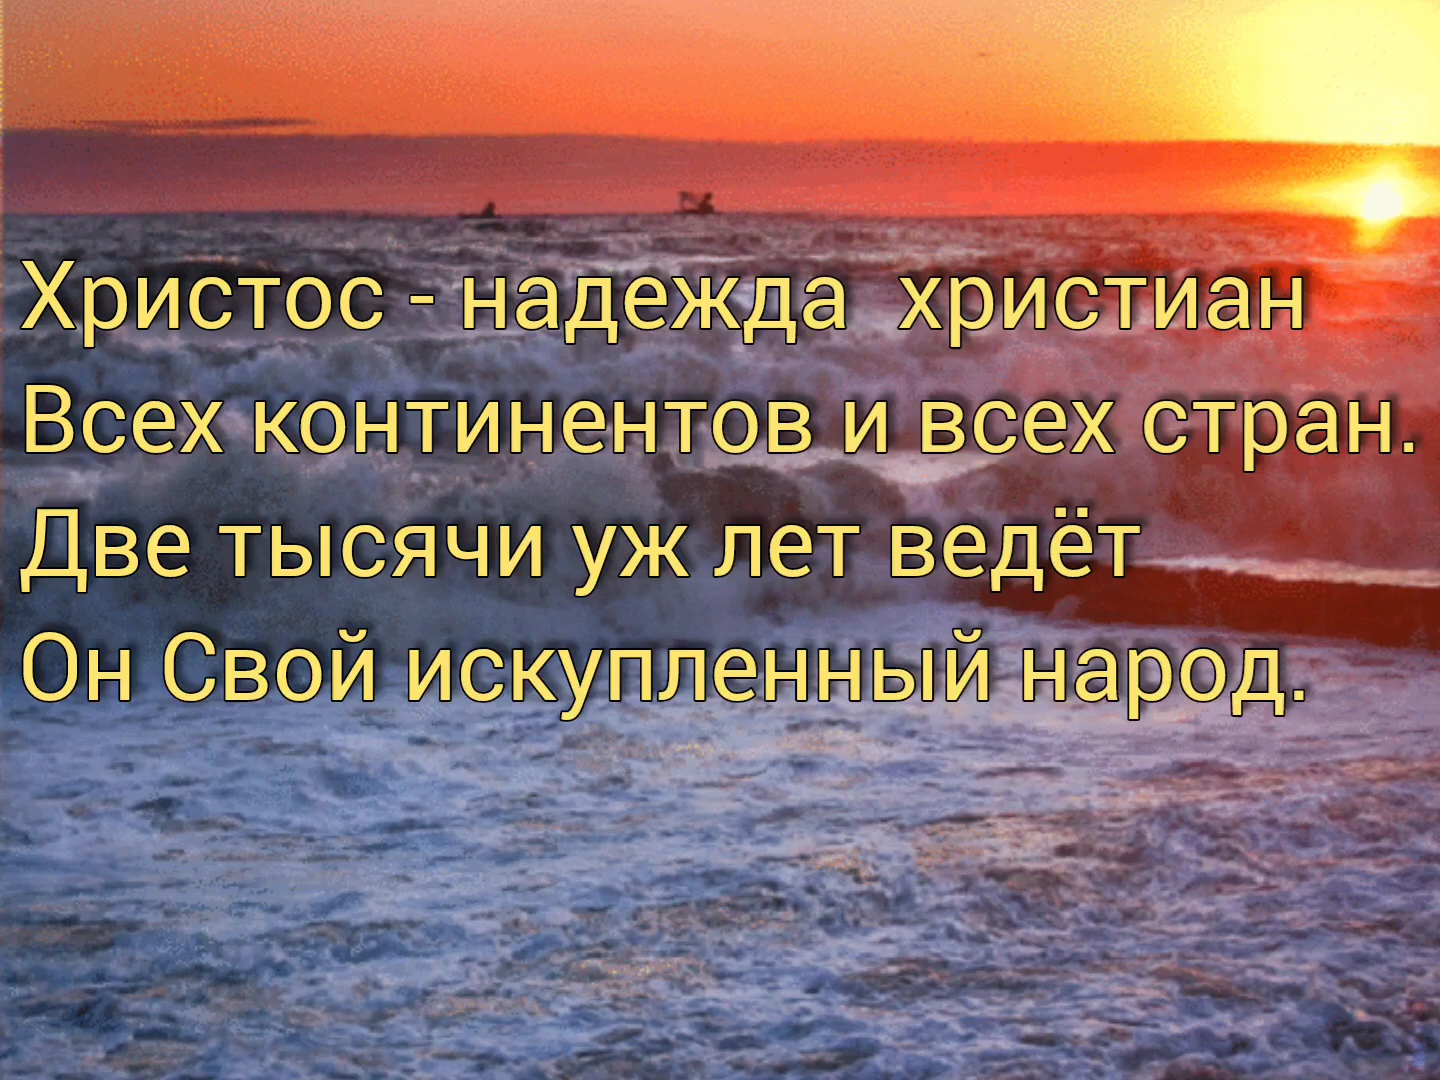 Христос - надежда  христиан
Всех континентов и всех стран.
Две тысячи уж лет ведёт
Он Свой искупленный народ.